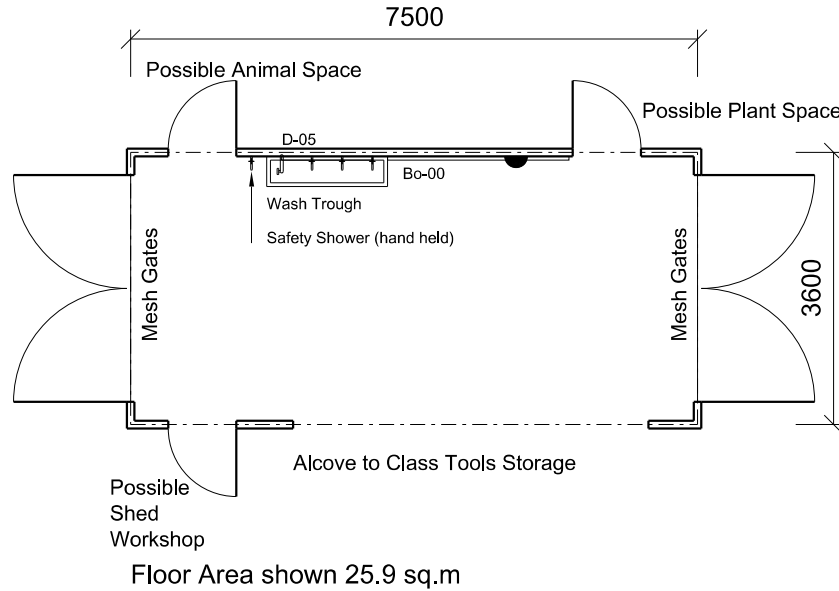 7500
Possible Animal Space
Possible Plant Space
D-05
Bo-00
Wash Trough
Safety Shower (hand held)
Mesh Gates
Mesh Gates
3600
Alcove to Class Tools Storage
Possible
Shed
Workshop
Floor Area shown 25.9 sq.m